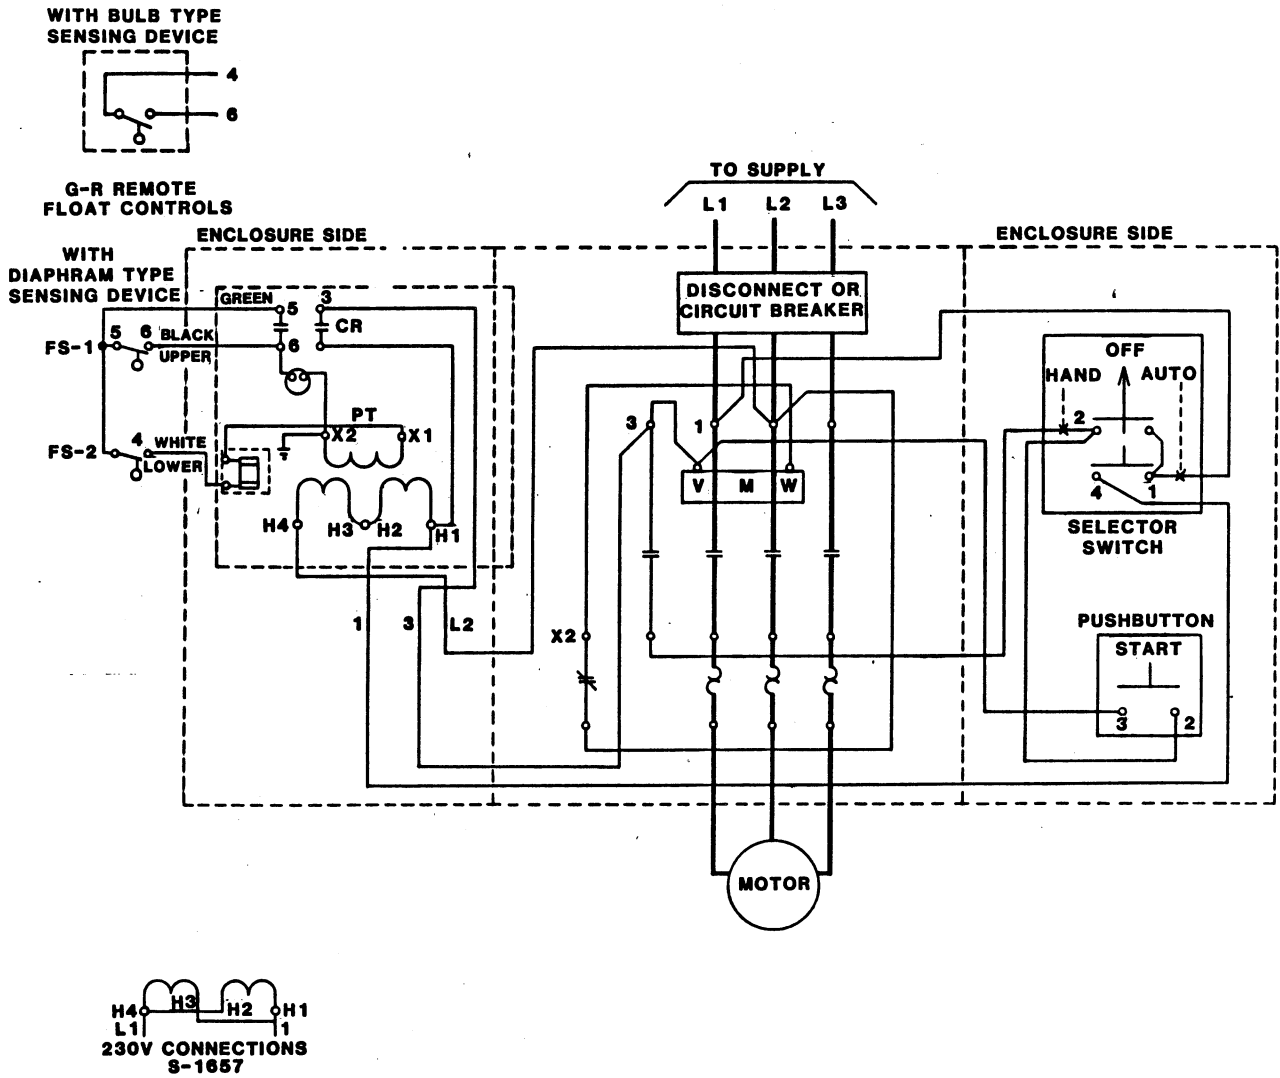 WITH BULB TYPE
SENSING DEVICE
4
6
G-R REMOTE
FLOAT CONTROLS
TO SUPPLY
L1 L2 L3
ENCLOSURE SIDE
ENCLOSURE SIDE
WITH
DIAPHRAM TYPE
SENSING DEVICE
GREEN
5 3
CR
DISCONNECT OR
CIRCUIT BREAKER
5 6 BLACK
FS-1
UPPER
6
OFF
HAND AUTO
PT
X2 X1
3 1
2
4 WHITE
FS-2
LOWER
V M W
4 1
H4 H3 H2 H1
SELECTOR
SWITCH
1 3 L2
X2
PUSHBUTTON
START
3 2
MOTOR
H4 H3 H2 H1
L1 1
230V CONNECTIONS
S-1657